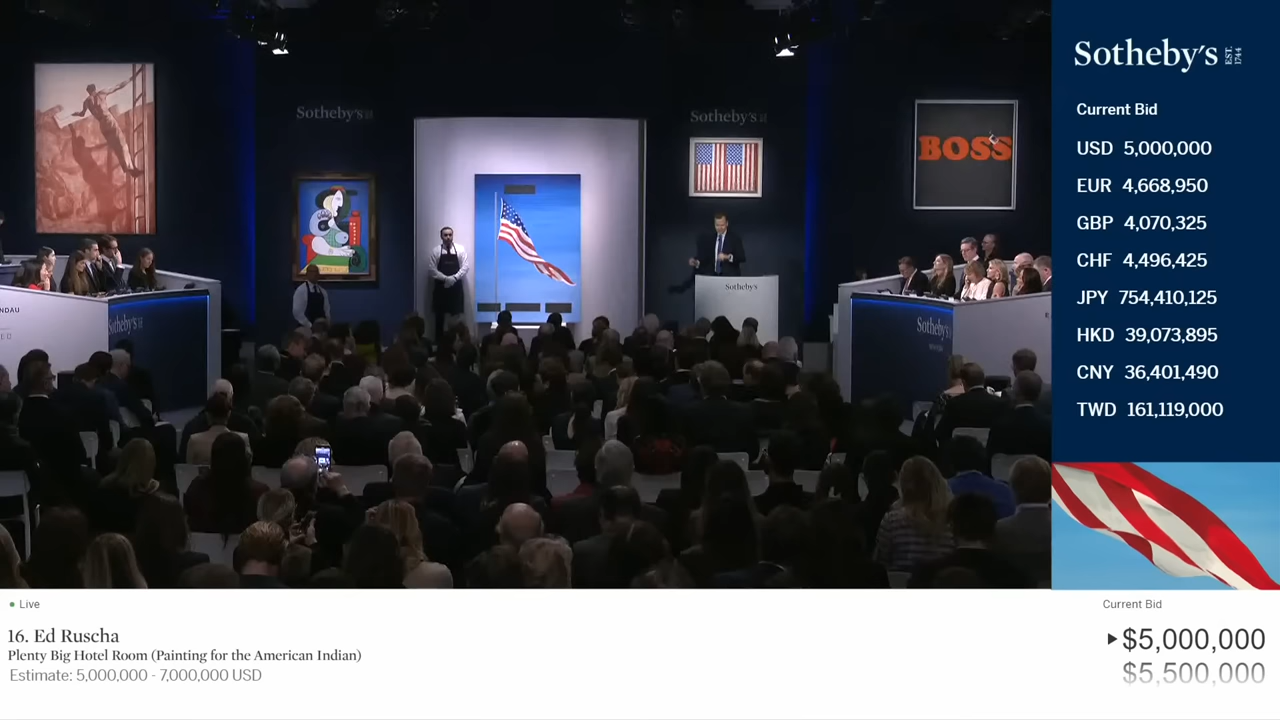 Sotheby's
Sotheby's
BOSS
Sotheby's
NDAU
Sotheby's
Sotheby's
Sotheby's EST. 1744
Current Bid
USD 5,000,000
EUR 4,668,950
GBP 4,070,325
CHF 4,496,425
JPY 754,410,125
HKD 39,073,895
CNY 36,401,490
TWD 161,119,000
• Live
16. Ed Ruscha
Plenty Big Hotel Room (Painting for the American Indian)
Estimate: 5,000,000 - 7,000,000 USD
Current Bid
▶$5,000,000
$5,500,000